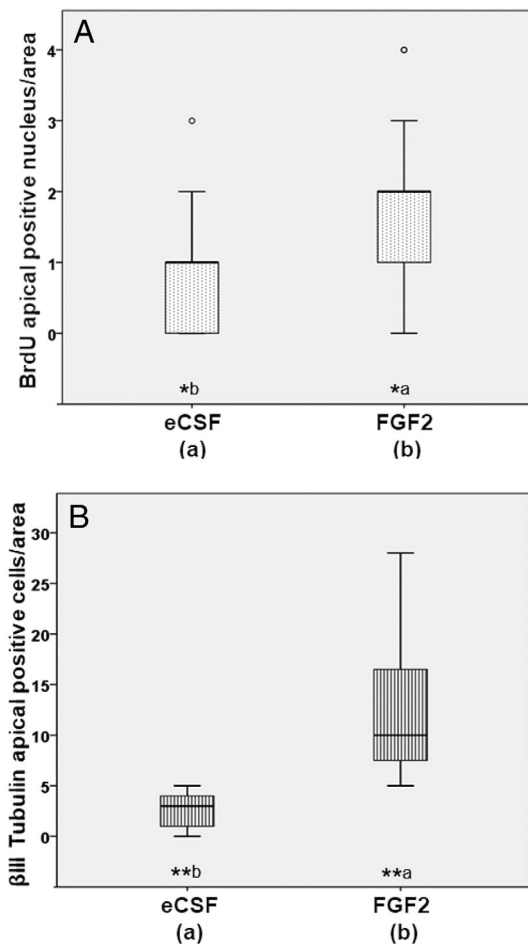 A
BrdU apical positive nucleus/area
4
3
2
1
0
*b
*a
eCSF
FGF2
(a)
(b)
B
βIII Tubulin apical positive cells/area
30
25
20
15
10
5
0
**b
**a
eCSF
FGF2
(a)
(b)